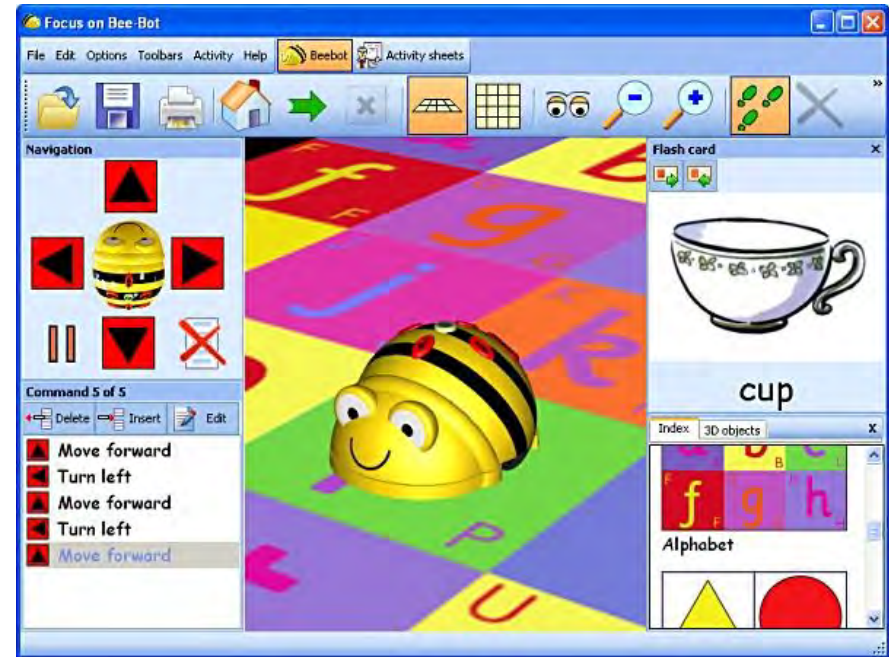 Focus on Bee-Bot
File Edit Options Toolbars Activity Help Beebot Activity sheets
Navigation
Command 5 of 5
Delete Insert Edit
Move forward
Turn left
Move forward
Turn left
Move forward
f
g
j
k
P
U
Flash card
cup
Index 3D objects
B
F f F g h
Alphabet